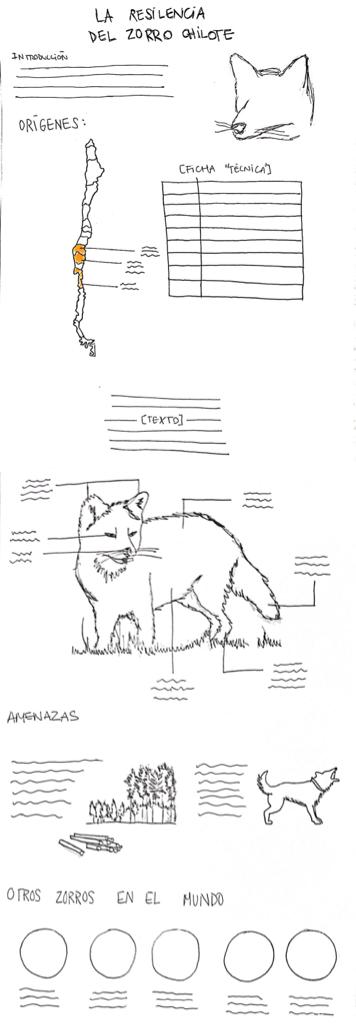 LA RESILENCIA
DEL ZORRO CHILOTE
INTRODUCCIÓN
ORÍGENES:
[FICHA "TÉCNICA"]
[TEXTO]
AMENAZAS
OTROS ZORROS EN EL MUNDO